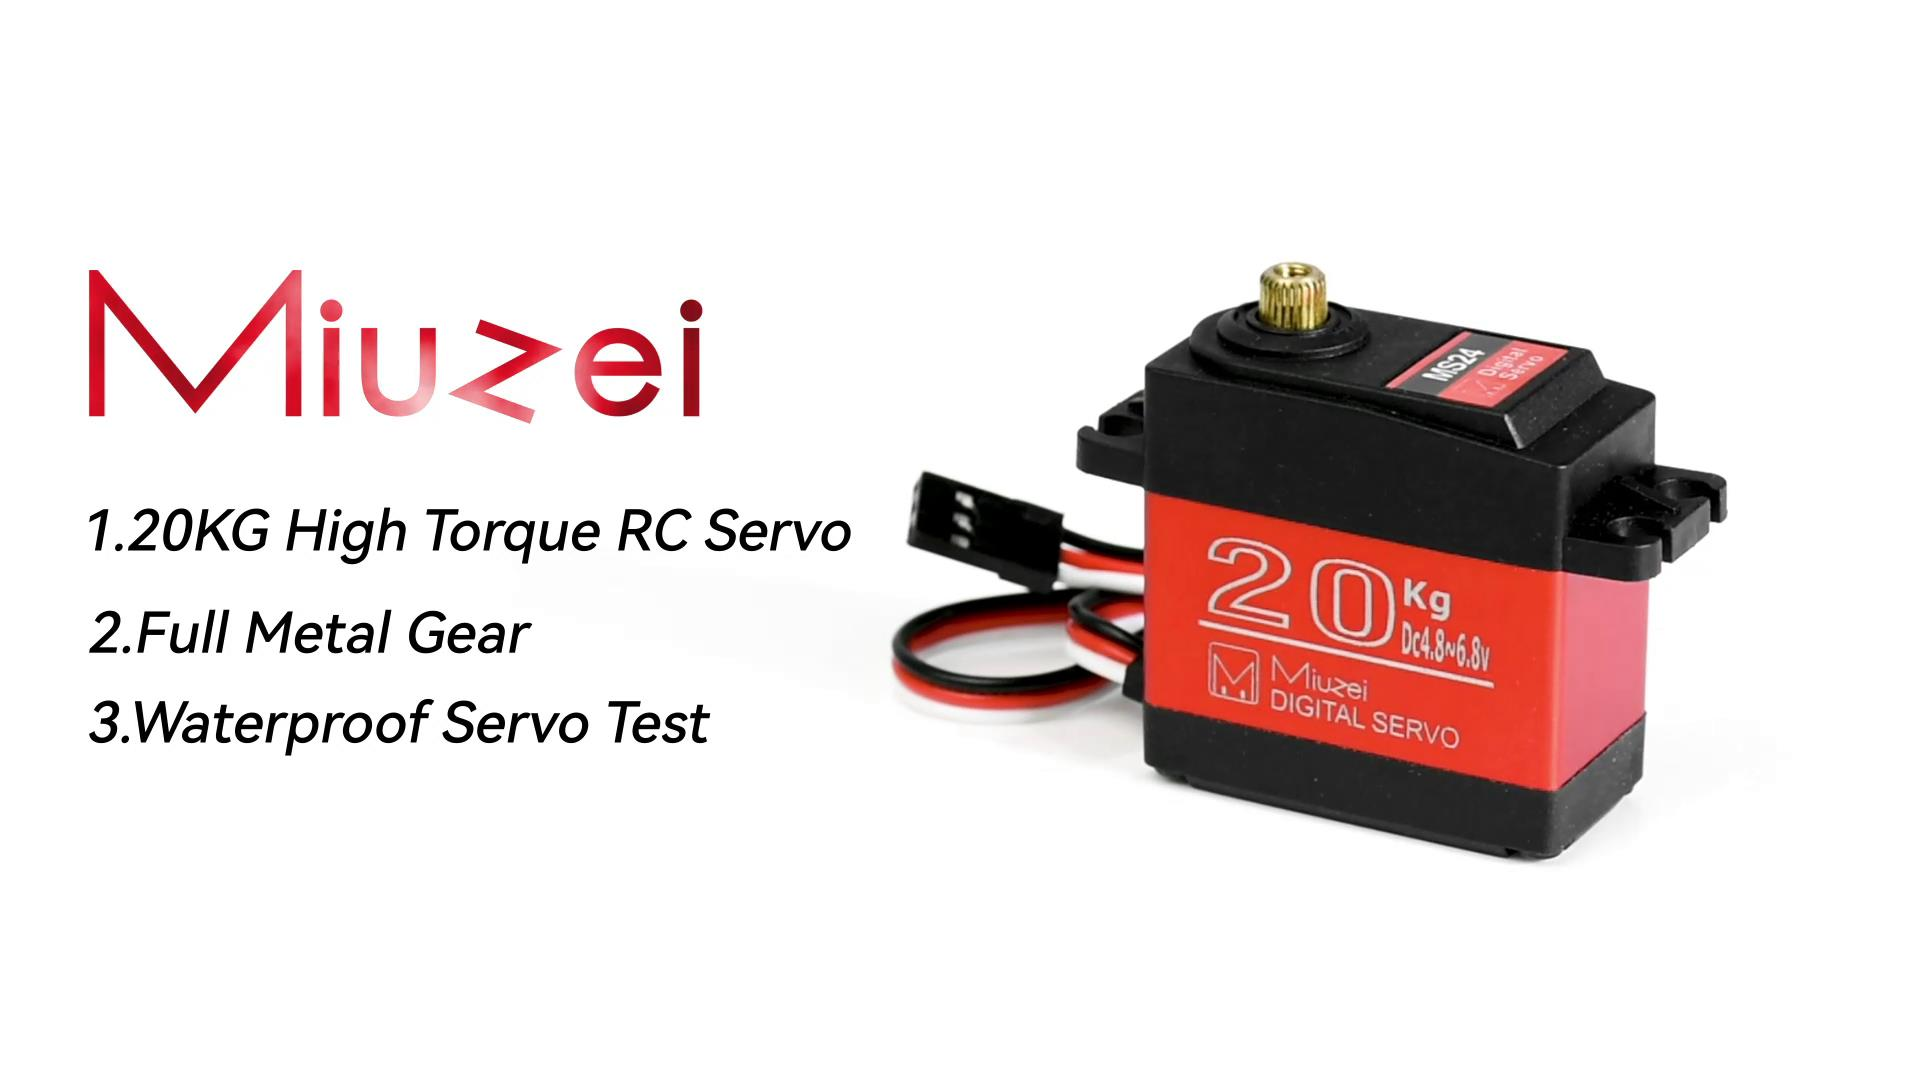 Miuzei
1.20KG High Torque RC Servo
2.Full Metal Gear
3.Waterproof Servo Test
MS24
Digital
Servo
20 Kg
Dc4.8~6.8v
Miuzei
DIGITAL SERVO